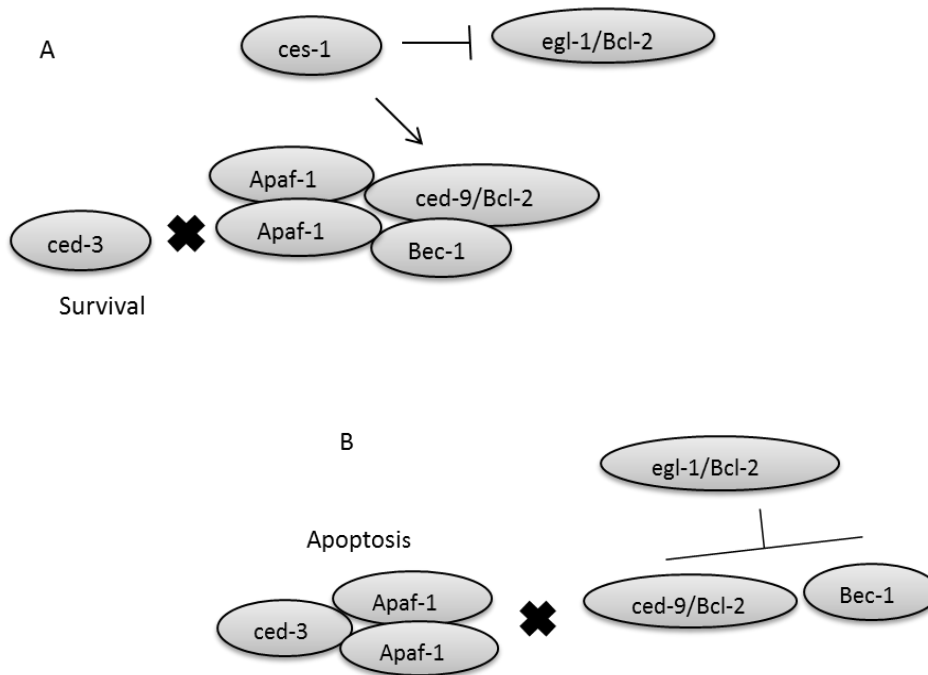 A
ces-1
egl-1/Bcl-2
Apaf-1
ced-9/Bcl-2
Apaf-1
ced-3
Bec-1
Survival
B
egl-1/Bcl-2
Apoptosis
Apaf-1
ced-9/Bcl-2
Bec-1
ced-3
Apaf-1